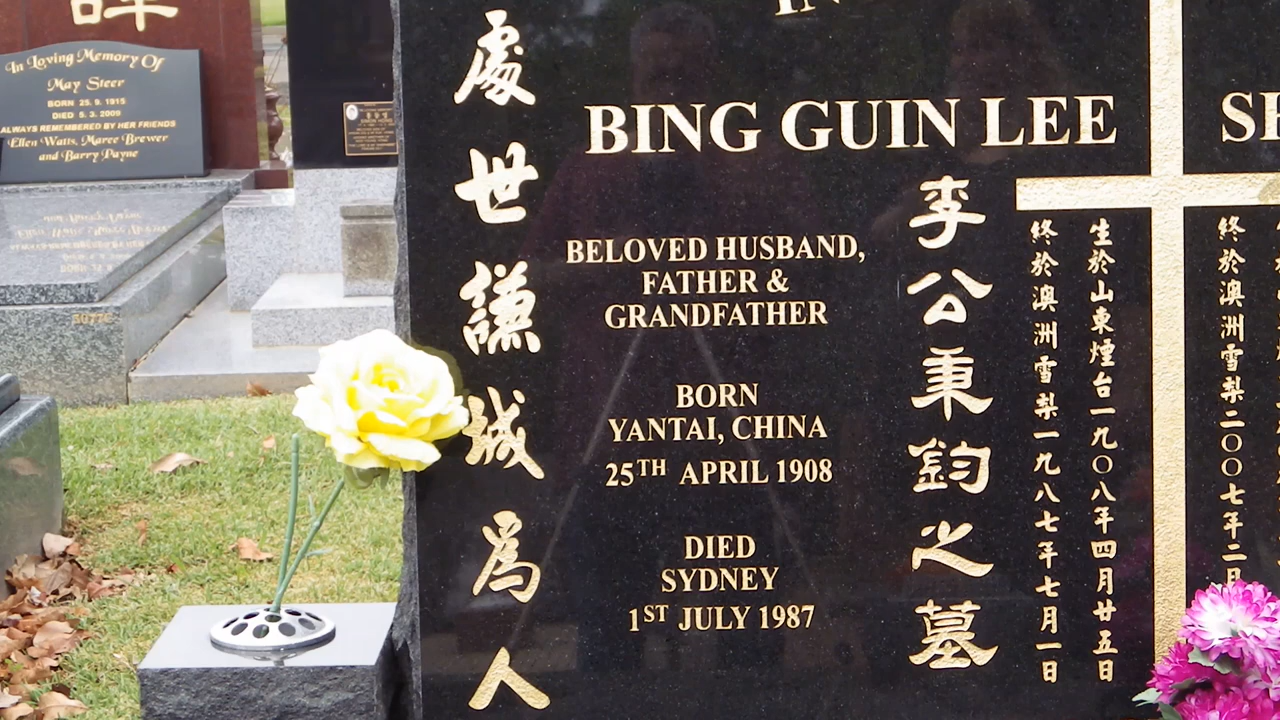 In Loving Memory Of
May Steer
BORN 25. 9. 1915
DIED 5. 3. 2009
ALWAYS REMEMBERED BY HER FRIENDS
Ellen Watts, Maree Brewer
and Barry Payne
處世謙誠爲人
IN
BING GUIN LEE
BELOVED HUSBAND,
FATHER &
GRANDFATHER
BORN
YANTAI, CHINA
25TH APRIL 1908
DIED
SYDNEY
1ST JULY 1987
李公秉鈞之墓
生於山東煙台一九〇八年四月廿五日
終於澳洲雪梨一九八七年七月一日
終於澳洲雪梨二〇〇七年二月